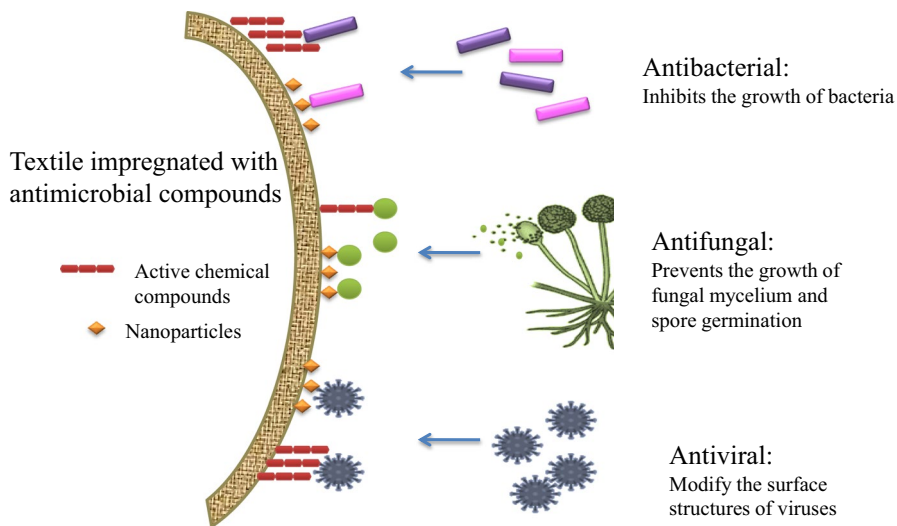 Antibacterial:
Inhibits the growth of bacteria
Textile impregnated with
antimicrobial compounds
Active chemical
compounds
Nanoparticles
Antifungal:
Prevents the growth of
fungal mycelium and
spore germination
Antiviral:
Modify the surface
structures of viruses